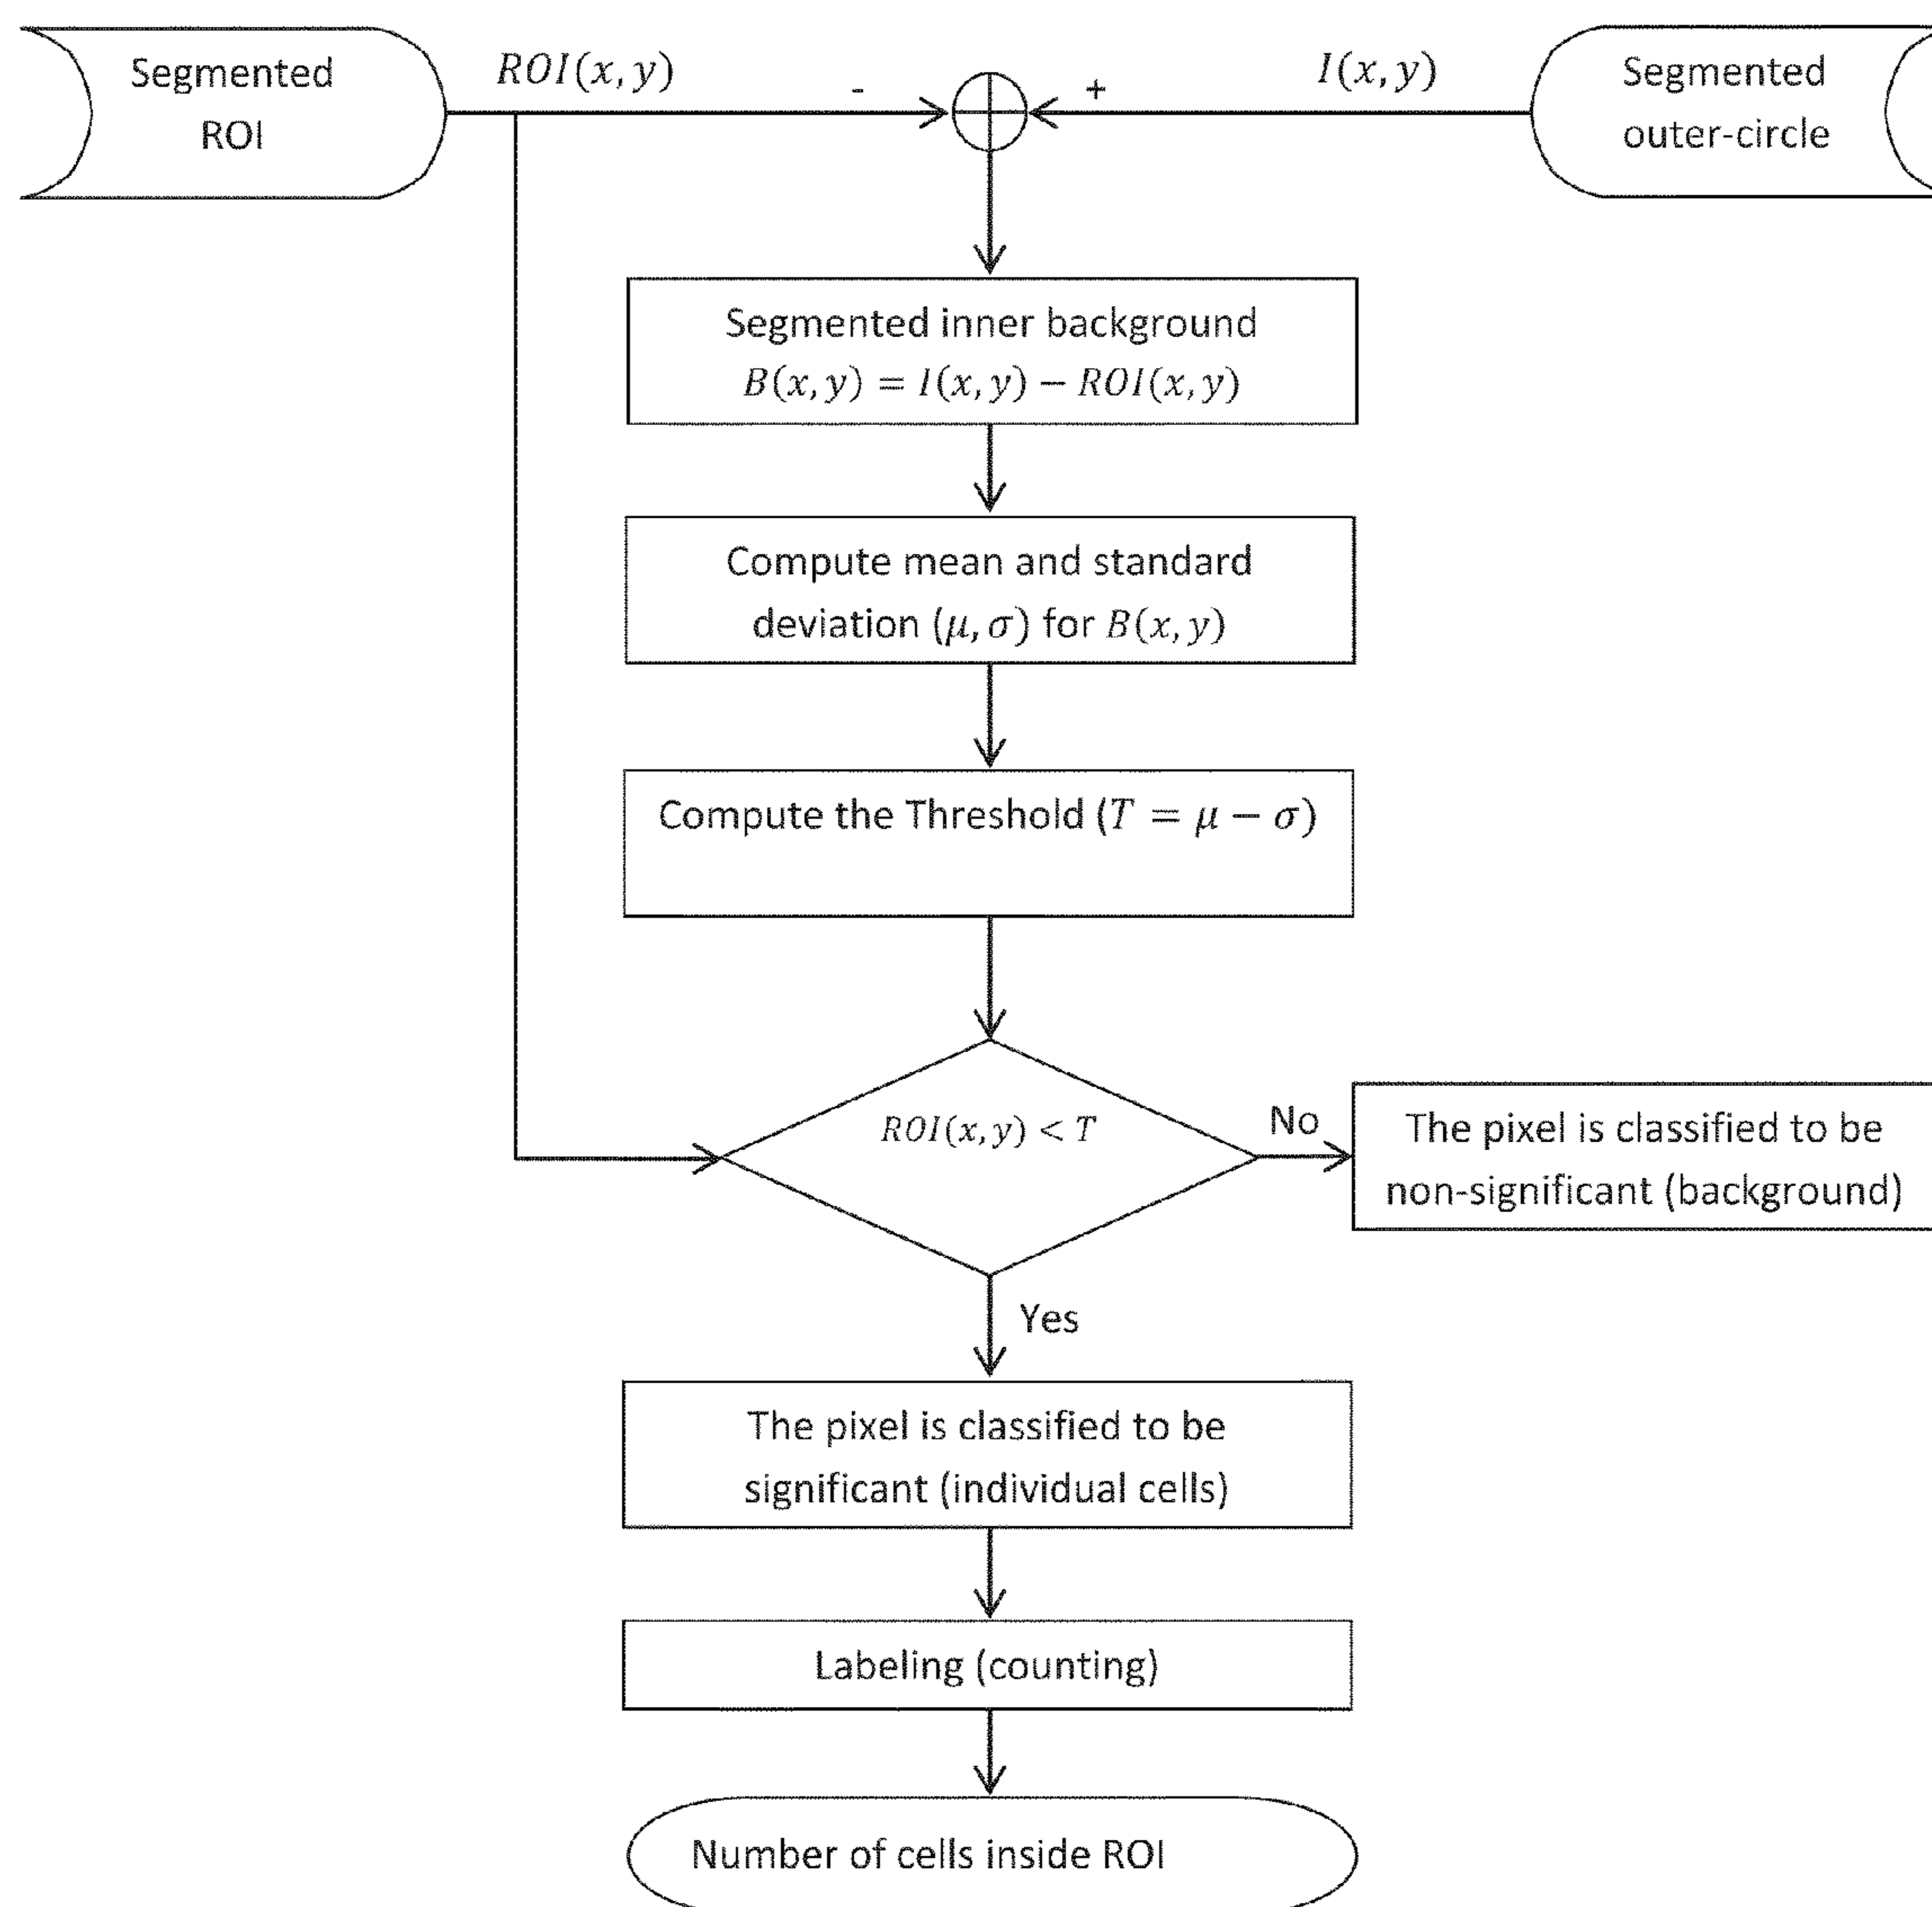 Segmented
ROI
ROI(x, y)
-
+
I(x, y)
Segmented
outer-circle
Segmented inner background
B(x, y) = I(x, y) − ROI(x, y)
Compute mean and standard
deviation (μ, σ) for B(x, y)
Compute the Threshold (T = μ − σ)
ROI(x, y) < T
No
The pixel is classified to be
non-significant (background)
Yes
The pixel is classified to be
significant (individual cells)
Labeling (counting)
Number of cells inside ROI